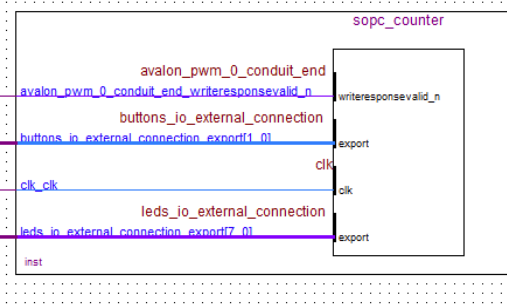 sopc_counter
avalon_pwm_0_conduit_end
avalon_pwm_0_conduit_end_writeresponsevalid_n
writeresponsevalid_n
buttons_io_external_connection
buttons_io_external_connection_export[1..0]
export
clk
clk_clk
clk
leds_io_external_connection
leds_io_external_connection_export[7..0]
export
inst